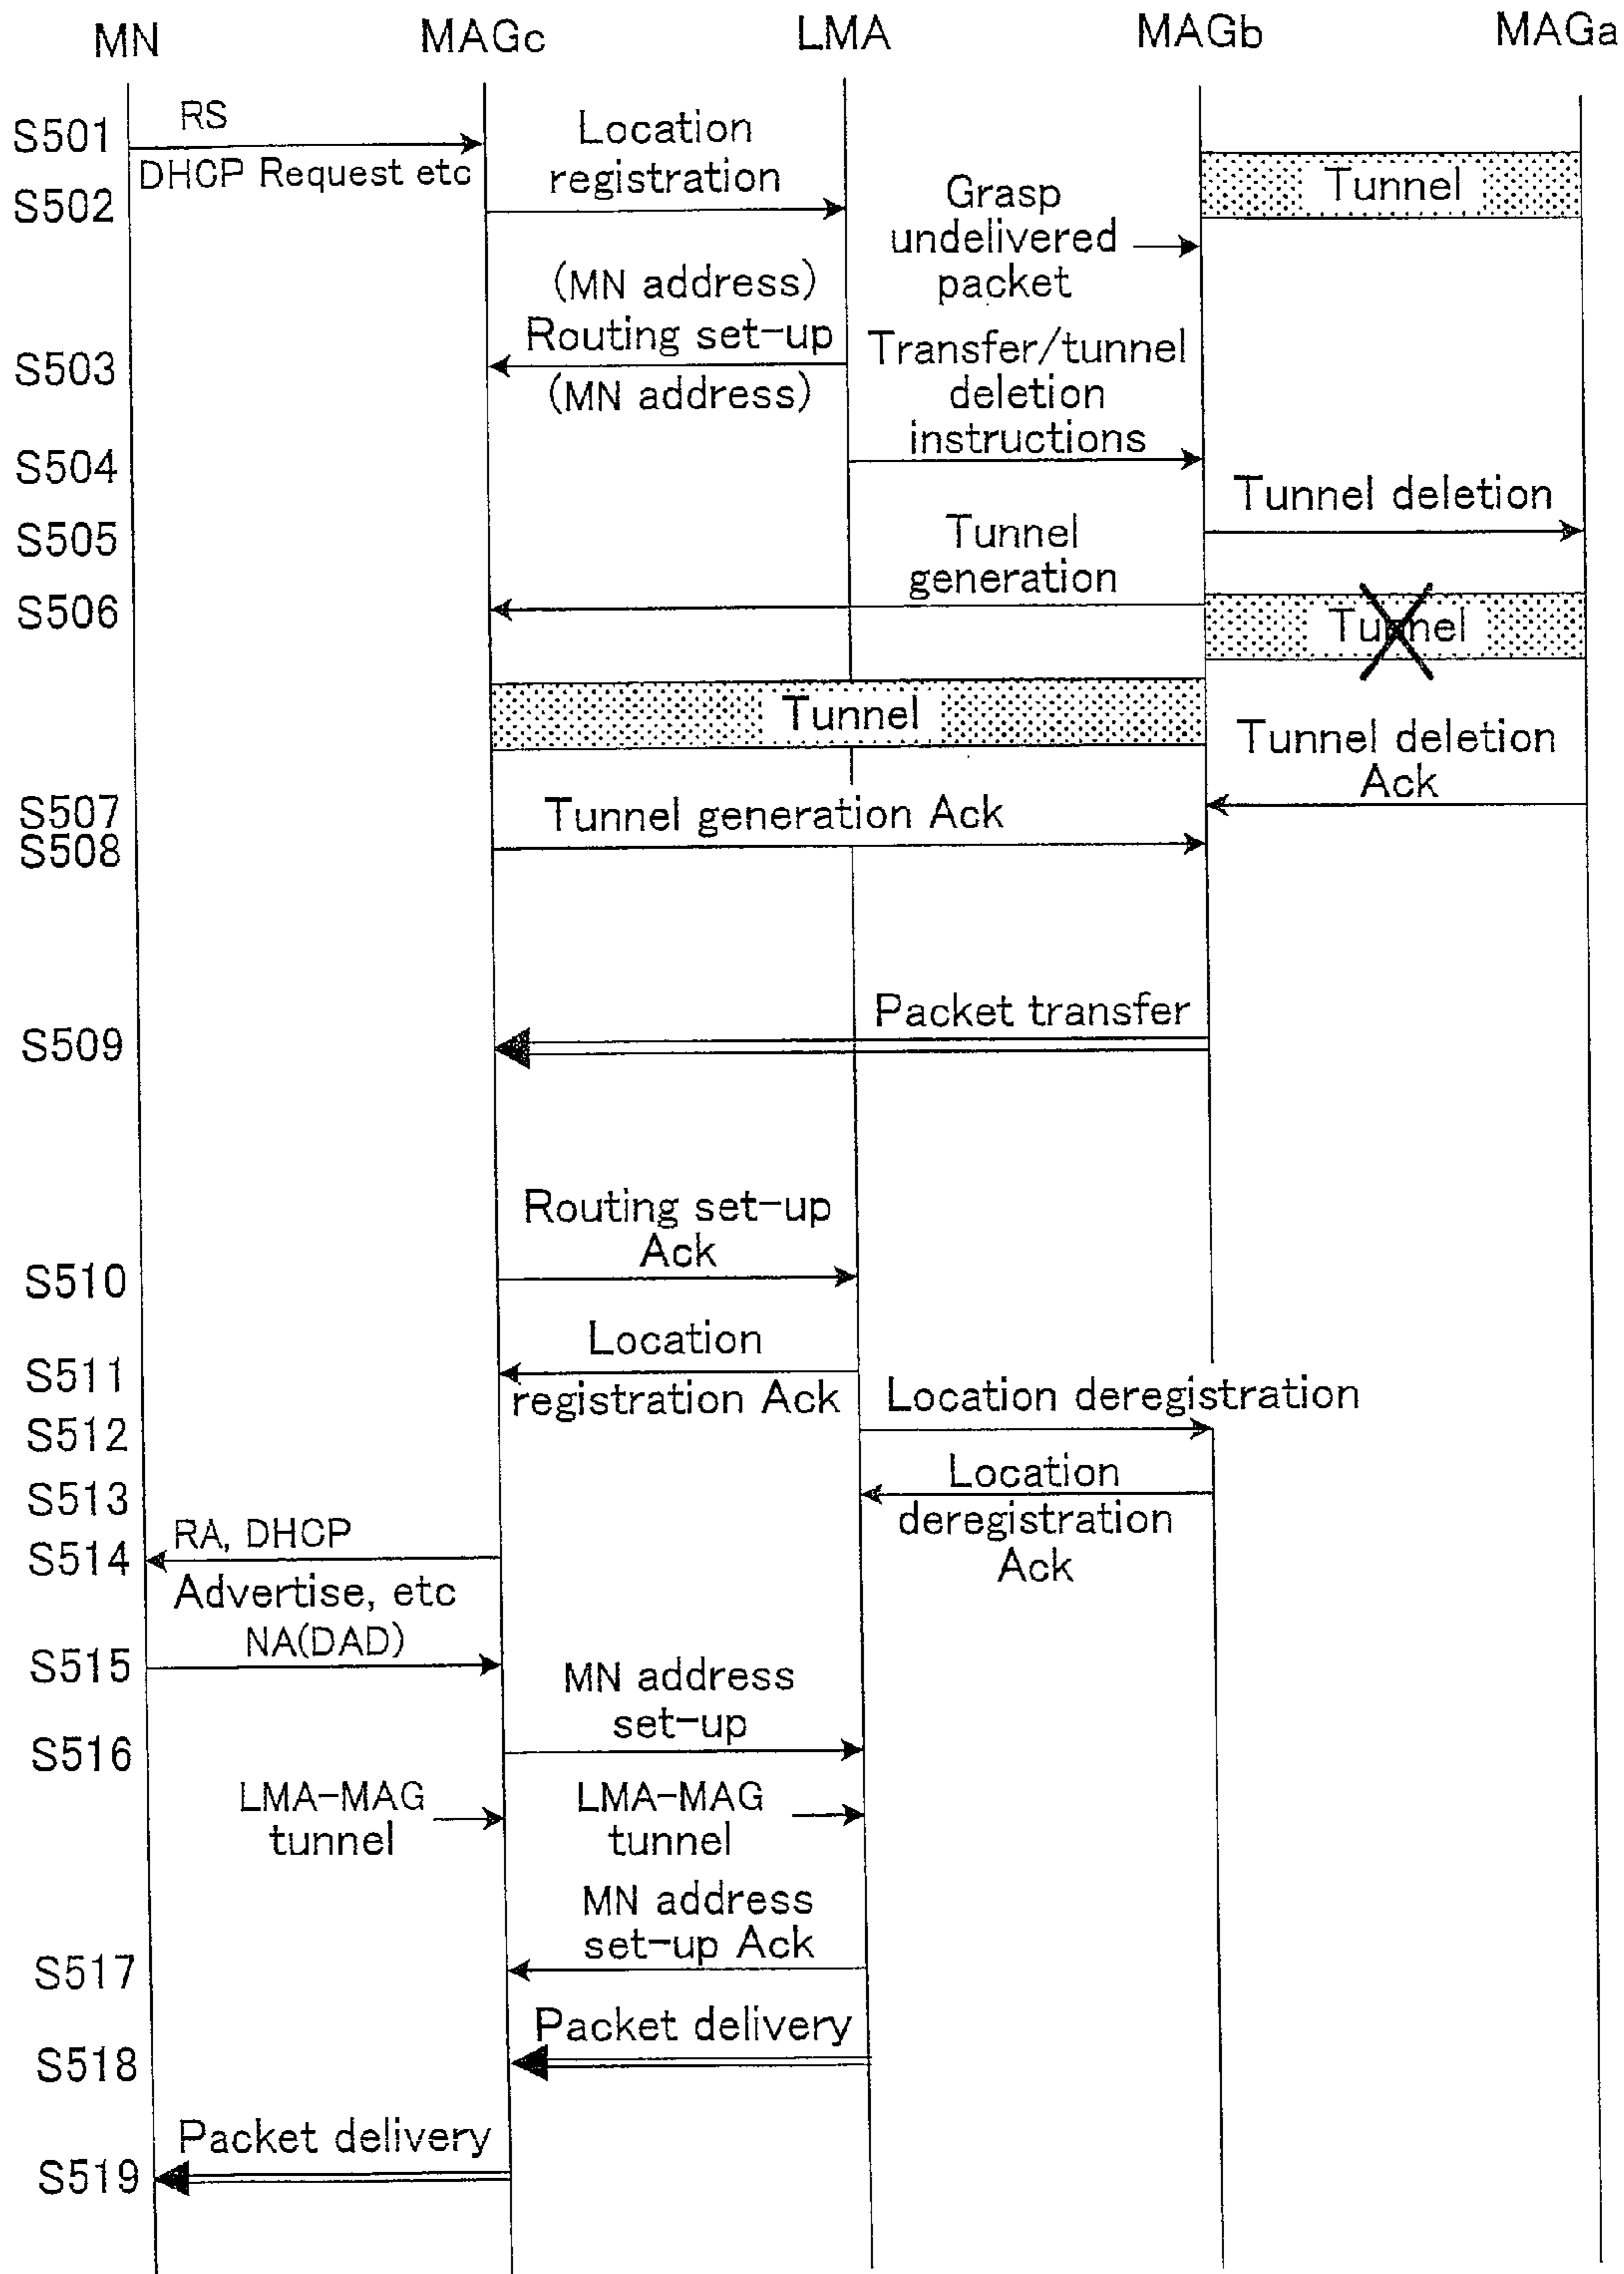 MN MAGc LMA MAGb MAGa
S501 RS
DHCP Request etc
Location
registration
S502
Tunnel
Grasp
undelivered
packet
(MN address)
Routing set-up
S503
(MN address)
Transfer/tunnel
deletion
instructions
S504
Tunnel deletion
S505
Tunnel
generation
S506
Tunnel
Tunnel
Tunnel deletion
Ack
S507
Tunnel generation Ack
S508
Packet transfer
S509
Routing set-up
Ack
S510
Location
S511
registration Ack
Location deregistration
S512
Location
S513
deregistration
Ack
RA, DHCP
S514
Advertise, etc
NA(DAD)
S515
MN address
set-up
S516
LMA-MAG
tunnel
LMA-MAG
tunnel
MN address
set-up Ack
S517
Packet delivery
S518
Packet delivery
S519